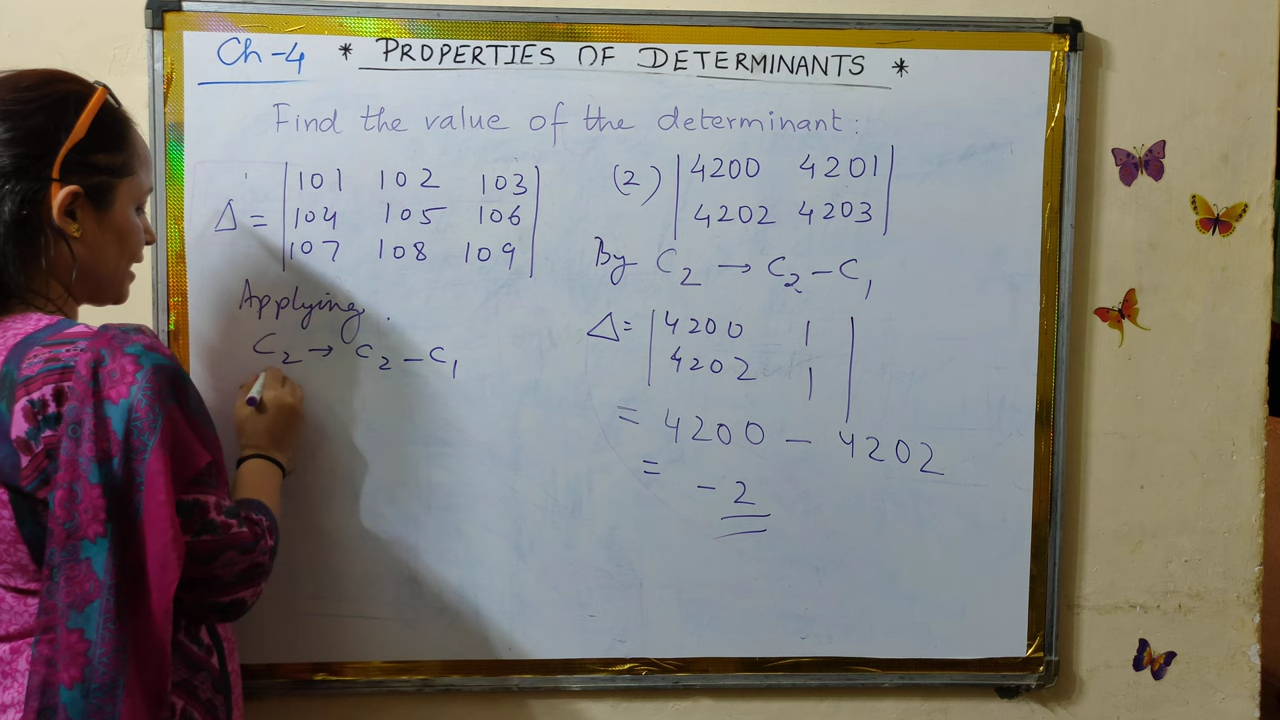 Ch-4 * PROPERTIES OF DETERMINANTS *
Find the value of the determinant:
Δ = | 101 102 103 |
| 104 105 106 |
| 107 108 109 |
Applying.
C₂ → C₂ - C₁
(2) | 4200 4201 |
| 4202 4203 |
By C₂ → C₂ - C₁
Δ = | 4200 1 |
| 4202 1 |
= 4200 - 4202
= -2